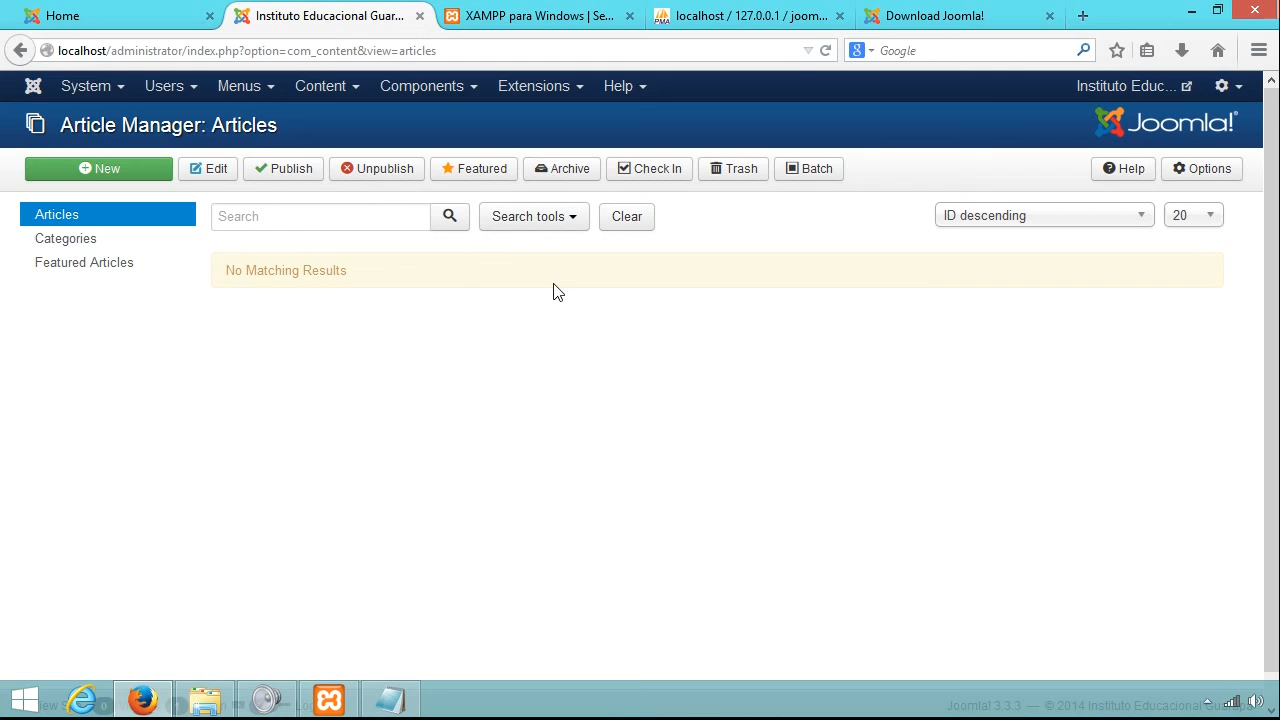 Home
Instituto Educacional Guar...
XAMPP para Windows | Se...
localhost / 127.0.0.1 / joom...
Download Joomla!
localhost/administrator/index.php?option=com_content&view=articles
Google
System Users Menus Content Components Extensions Help Instituto Educ...
Article Manager: Articles
Joomla!®
New Edit Publish Unpublish Featured Archive Check In Trash Batch Help Options
Articles
Categories
Featured Articles
Search Search tools Clear ID descending 20
No Matching Results
Joomla! 3.3.3 — © 2014 Instituto Educacional